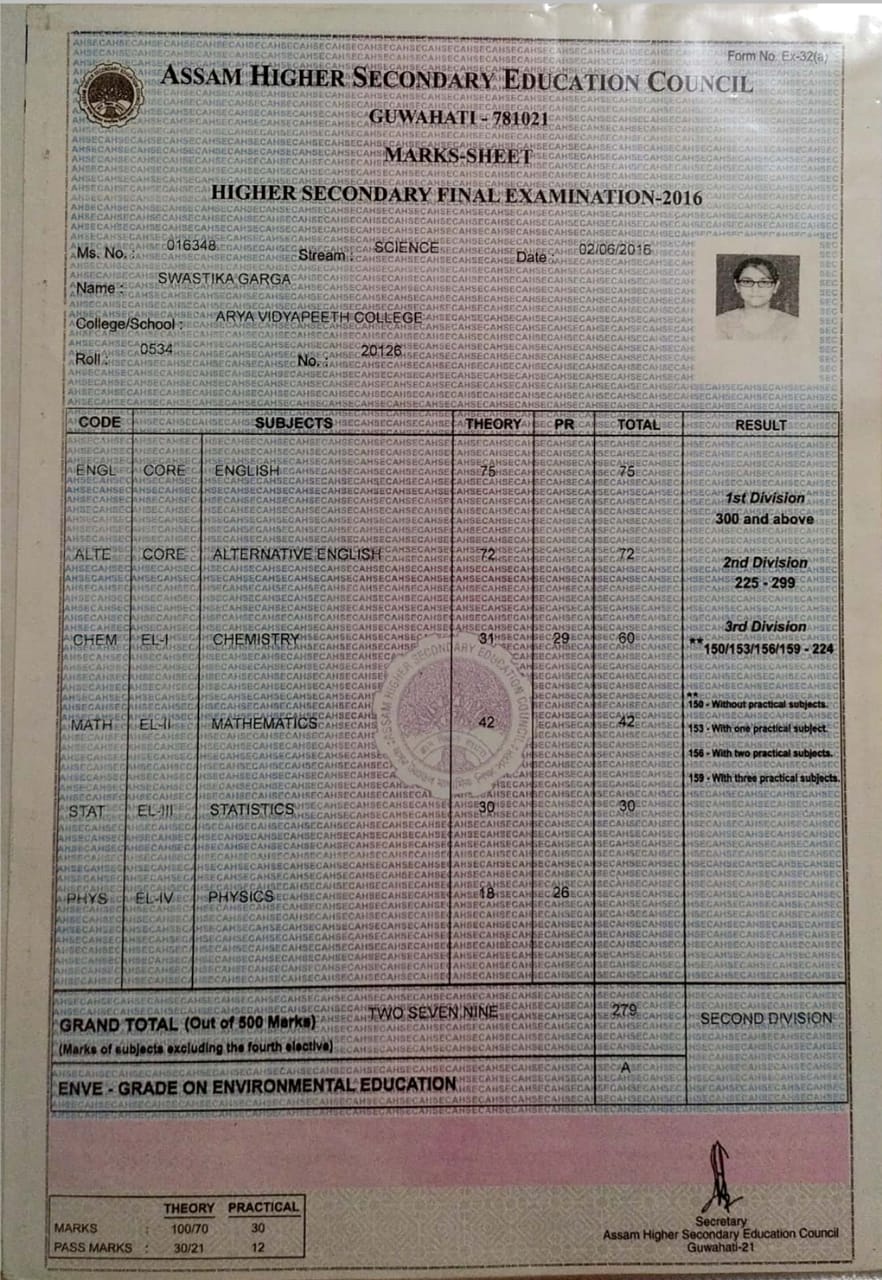 Form No. Ex-32(a)
ASSAM HIGHER SECONDARY EDUCATION COUNCIL
GUWAHATI - 781021
MARKS-SHEET
HIGHER SECONDARY FINAL EXAMINATION-2016
Ms. No. : 016348 Stream : SCIENCE Date : 02/06/2016
Name : SWASTIKA GARGA
College/School : ARYA VIDYAPEETH COLLEGE
Roll : 0534 No. : 20126
CODE SUBJECTS THEORY PR TOTAL RESULT
ENGL CORE ENGLISH 75 75
1st Division
300 and above
ALTE CORE ALTERNATIVE ENGLISH 72 72
2nd Division
225 - 299
3rd Division
CHEM EL-I CHEMISTRY 31 29 60
**150/153/156/159 - 224
**
150 - Without practical subjects.
MATH EL-II MATHEMATICS 42 42
153 - With one practical subject.
156 - With two practical subjects.
159 - With three practical subjects.
STAT EL-III STATISTICS 30 30
PHYS EL-IV PHYSICS 18 26
ASSAM HIGHER SECONDARY EDUCATION COUNCIL
GRAND TOTAL (Out of 500 Marks) TWO SEVEN NINE 279 SECOND DIVISION
(Marks of subjects excluding the fourth elective)
ENVE - GRADE ON ENVIRONMENTAL EDUCATION A
THEORY PRACTICAL
MARKS : 100/70 30
PASS MARKS : 30/21 12
Secretary
Assam Higher Secondary Education Council
Guwahati-21